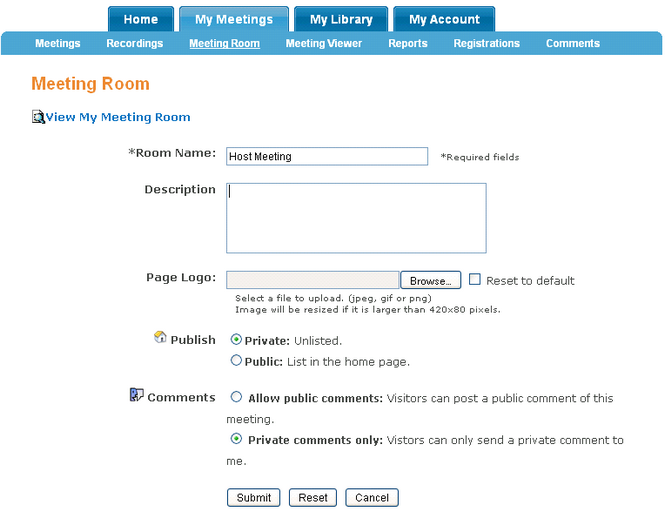 Home My Meetings My Library My Account
Meetings Recordings Meeting Room Meeting Viewer Reports Registrations Comments
Meeting Room
View My Meeting Room
*Room Name: Host Meeting *Required fields
Description
Page Logo: Browse... Reset to default
Select a file to upload. (jpeg, gif or png)
Image will be resized if it is larger than 420x80 pixels.
Publish Private: Unlisted.
Public: List in the home page.
Comments Allow public comments: Visitors can post a public comment of this
meeting.
Private comments only: Vistors can only send a private comment to
me.
Submit Reset Cancel